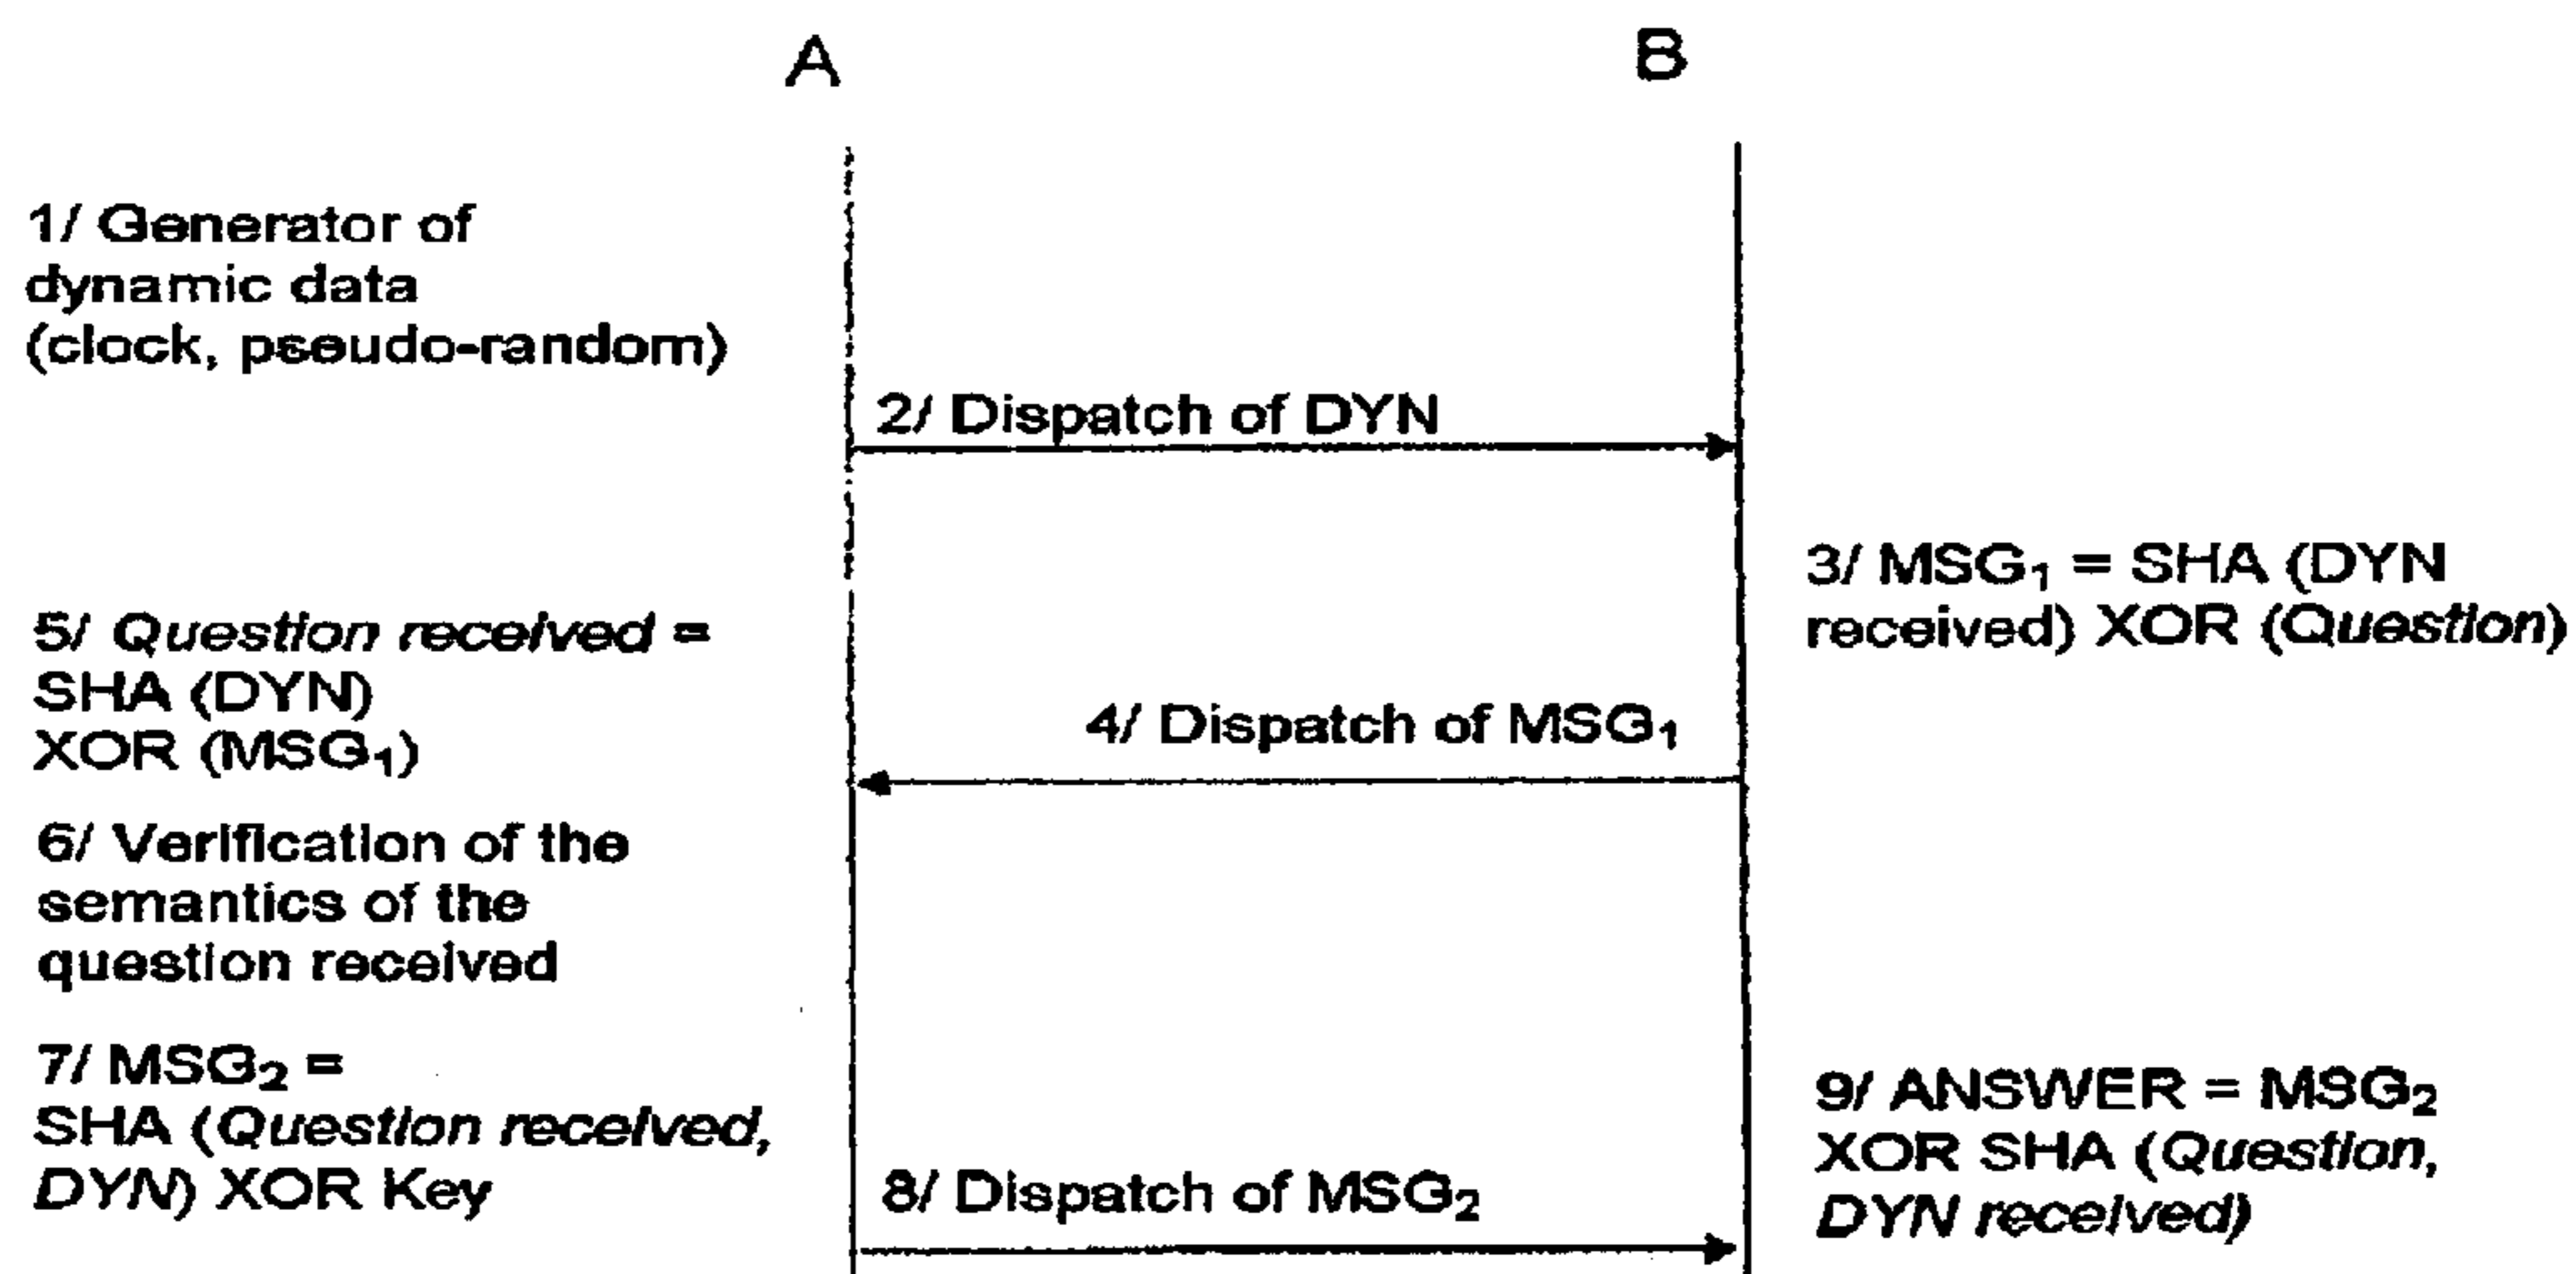 A
B
1/ Generator of
dynamic data
(clock, pseudo-random)
2/ Dispatch of DYN
3/ MSG₁ = SHA (DYN
received) XOR (Question)
4/ Dispatch of MSG₁
5/ Question received =
SHA (DYN)
XOR (MSG₁)
6/ Verification of the
semantics of the
question received
7/ MSG₂ =
SHA (Question received,
DYN) XOR Key
8/ Dispatch of MSG₂
9/ ANSWER = MSG₂
XOR SHA (Question,
DYN received)